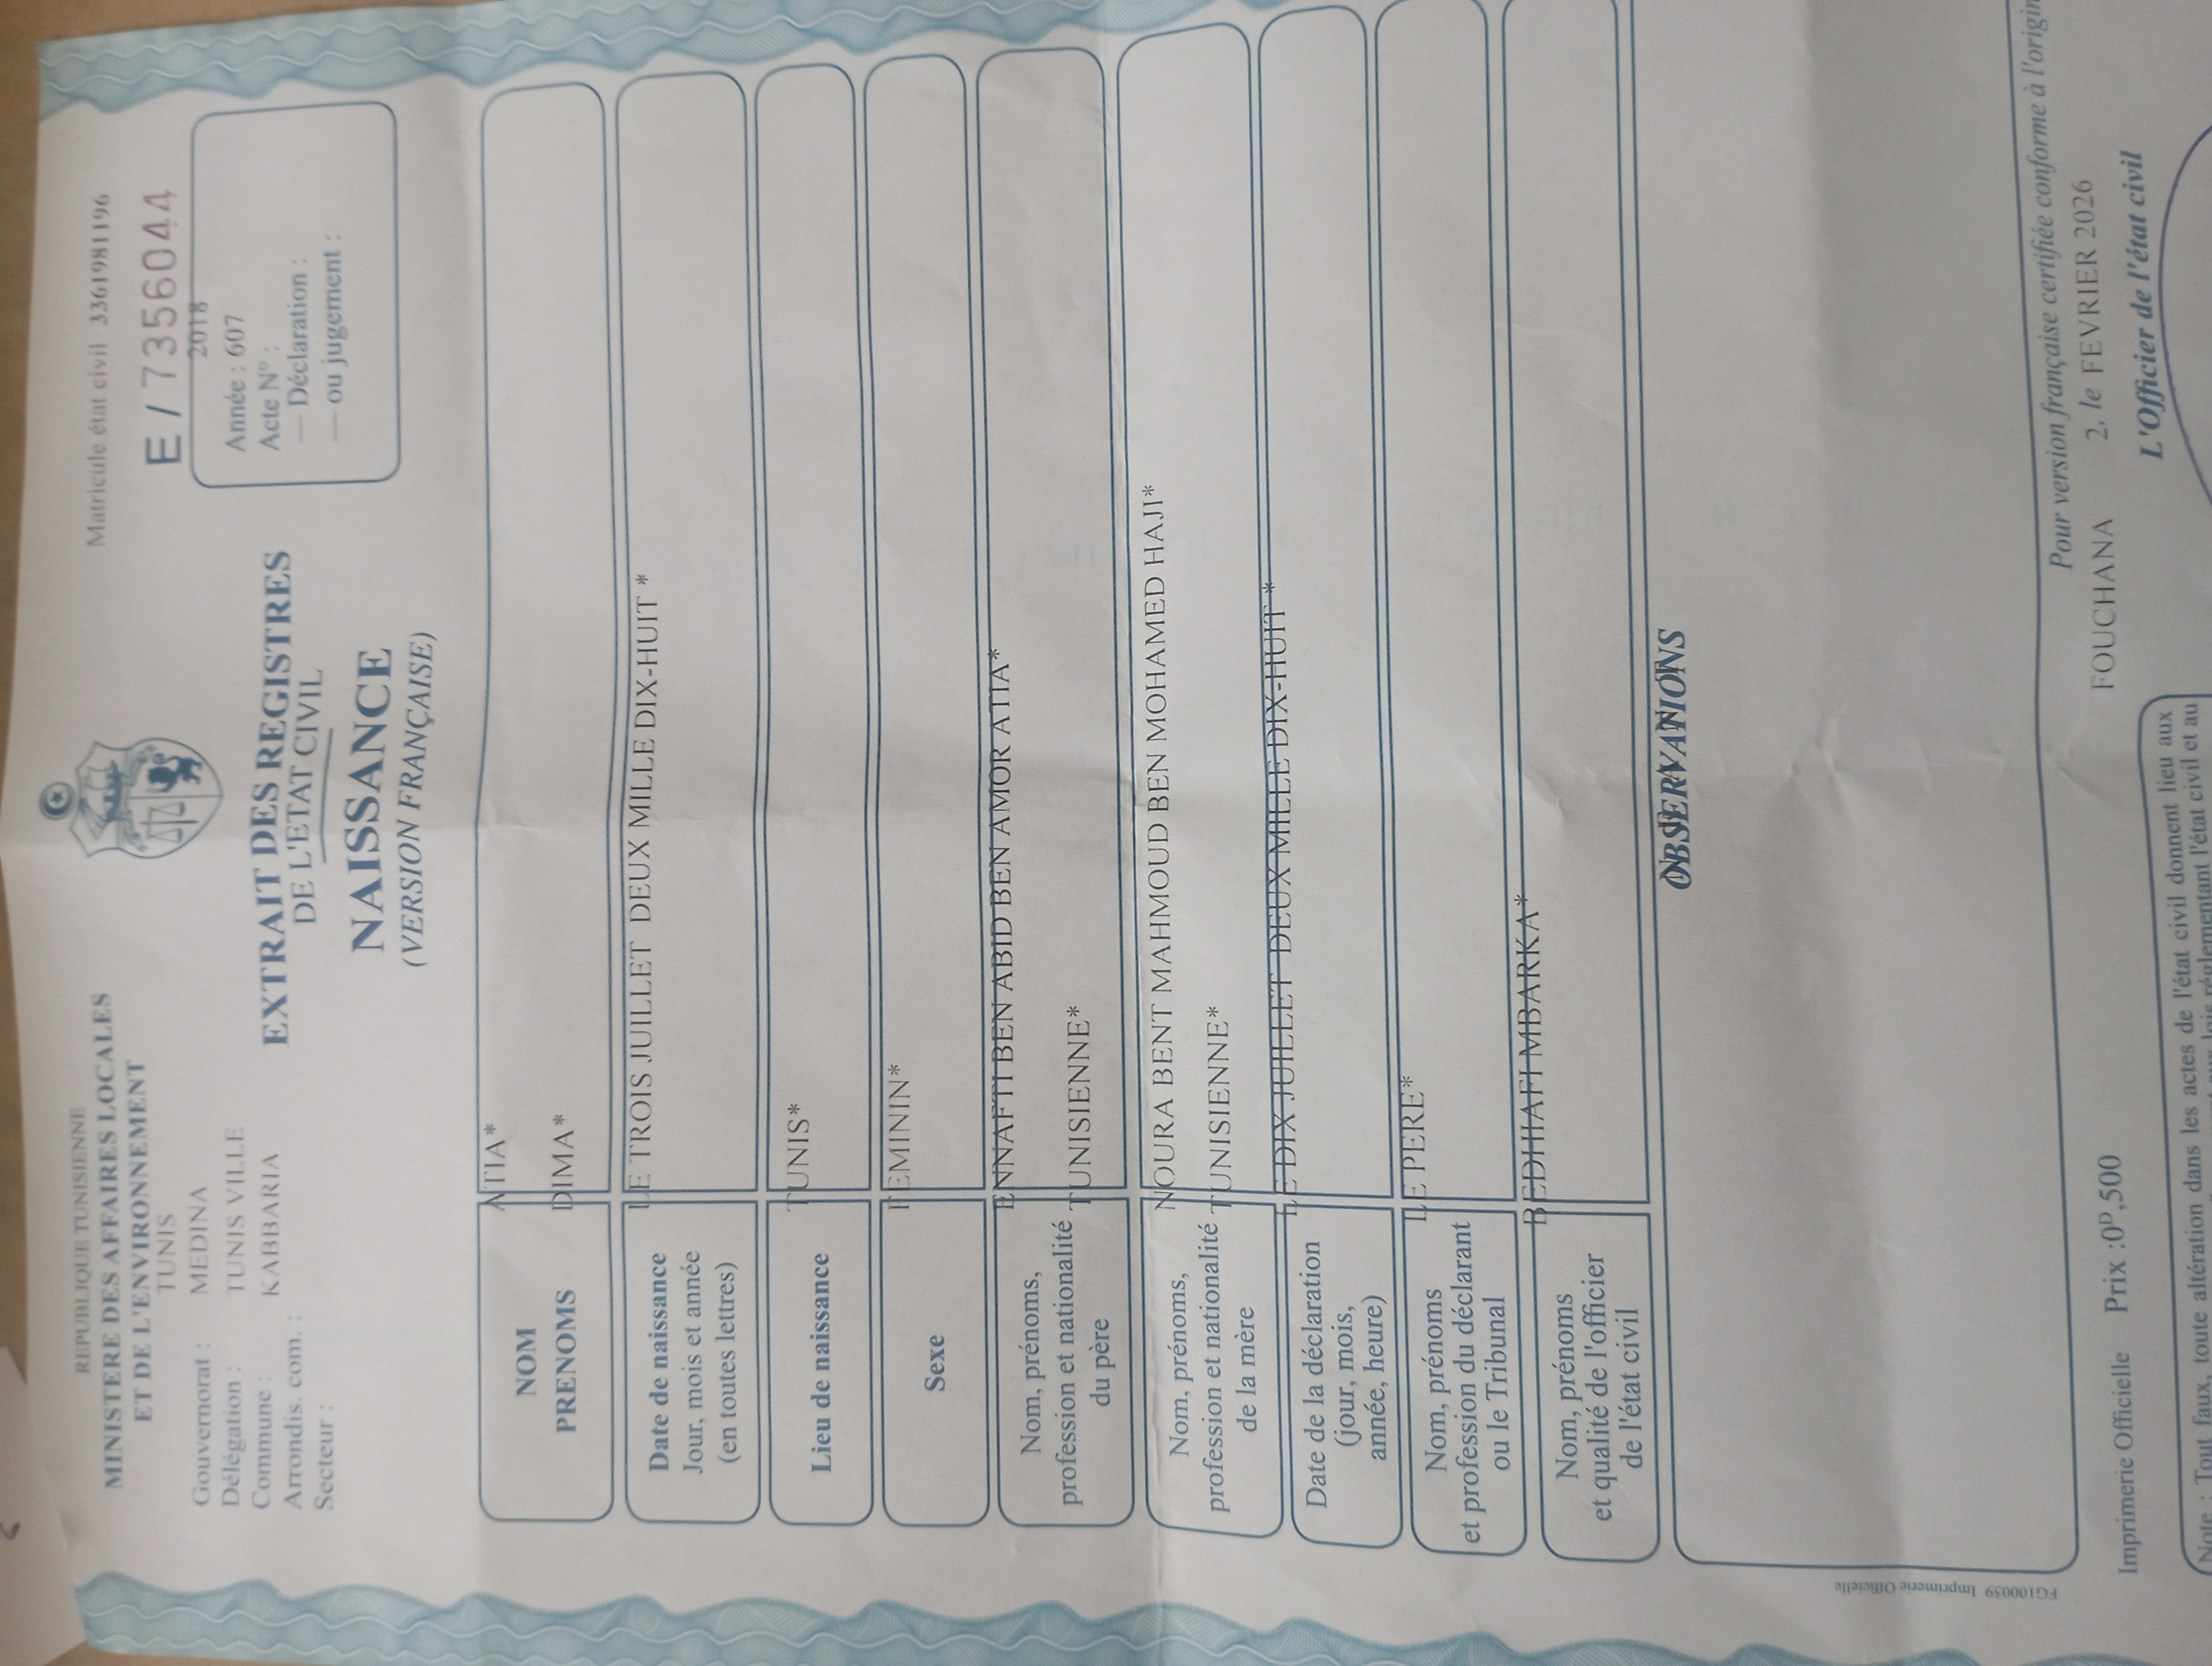 REPUBLIQUE TUNISIENNE
MINISTERE DES AFFAIRES LOCALES
ET DE L'ENVIRONNEMENT
TUNIS
Gouvernorat : MEDINA
Délégation : TUNIS VILLE
Commune : KABBARIA
Arrondis. com. :
Secteur :
Matricule état civil 3361981196
E / 7356044
2018
Année : 607
Acte N° :
— Déclaration :
— ou jugement :
EXTRAIT DES REGISTRES
DE L'ETAT CIVIL
NAISSANCE
(VERSION FRANÇAISE)
NOM
PRENOMS
ATIA*
DIMA*
Date de naissance
Jour, mois et année
(en toutes lettres)
LE TROIS JUILLET DEUX MILLE DIX-HUIT *
Lieu de naissance
TUNIS*
Sexe
FEMININ*
Nom, prénoms,
profession et nationalité
du père
ENNAFTI BEN ABID BEN AMOR ATIA*
TUNISIENNE*
Nom, prénoms,
profession et nationalité
de la mère
NOURA BENT MAHMOUD BEN MOHAMED HAJI*
TUNISIENNE*
Date de la déclaration
(jour, mois,
année, heure)
LE DIX JUILLET DEUX MILLE DIX-HUIT *
Nom, prénoms
et profession du déclarant
ou le Tribunal
LE PERE*
Nom, prénoms
et qualité de l'officier
de l'état civil
BEDHIAFI MBARKA*
OBSERVATIONS
FG100059 Imprimerie Officielle
Pour version française certifiée conforme à l'origin
FOUCHANA 2, le FEVRIER 2026
L'Officier de l'état civil
Imprimerie Officielle Prix :0ᴰ,500
Note : Tout faux, toute altération dans les actes de l'état civil donnent lieu aux
lois réglementant l'état civil et au